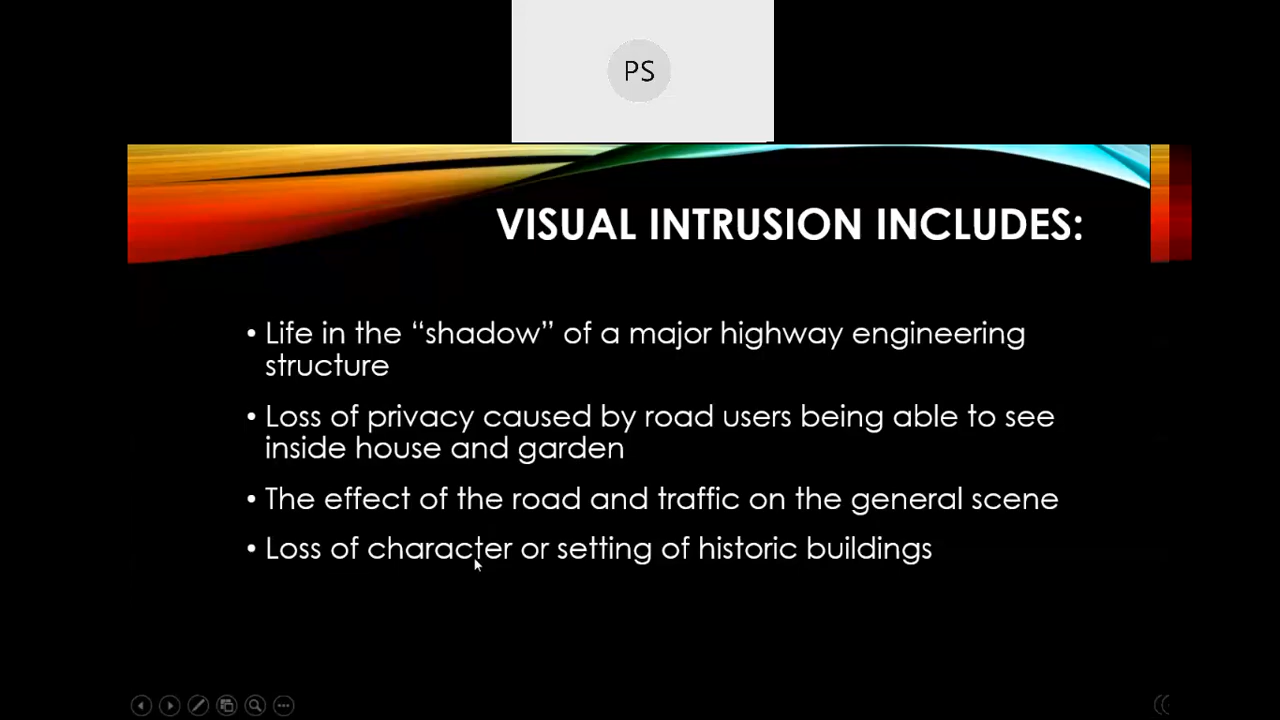 PS
VISUAL INTRUSION INCLUDES:
• Life in the “shadow” of a major highway engineering
structure
• Loss of privacy caused by road users being able to see
inside house and garden
• The effect of the road and traffic on the general scene
• Loss of character or setting of historic buildings